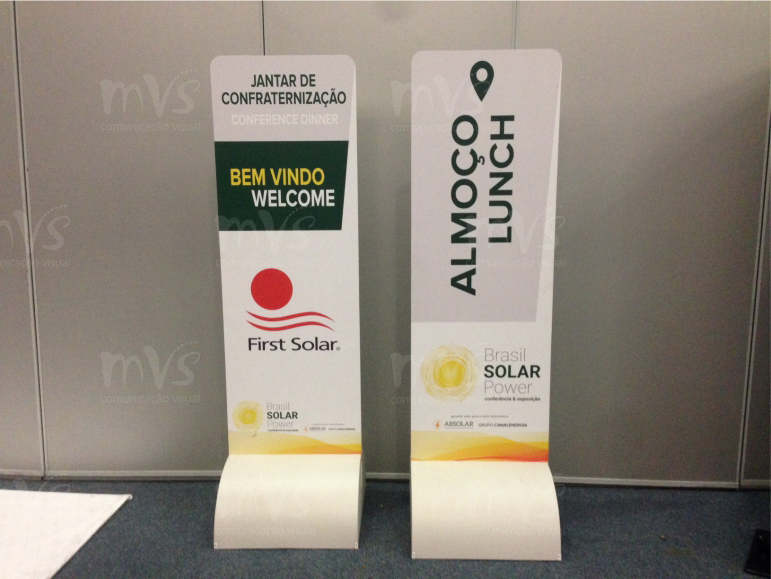 JANTAR DE
CONFRATERNIZAÇÃO
CONFERENCE DINNER
BEM VINDO
WELCOME
First Solar.
Brasil
SOLAR
Power
ABSOLAR
ALMOÇO
LUNCH
Brasil
SOLAR
Power
conferência & exposição
ABSOLAR GRUPO CANALENERGIA
mvs
comunicação visual